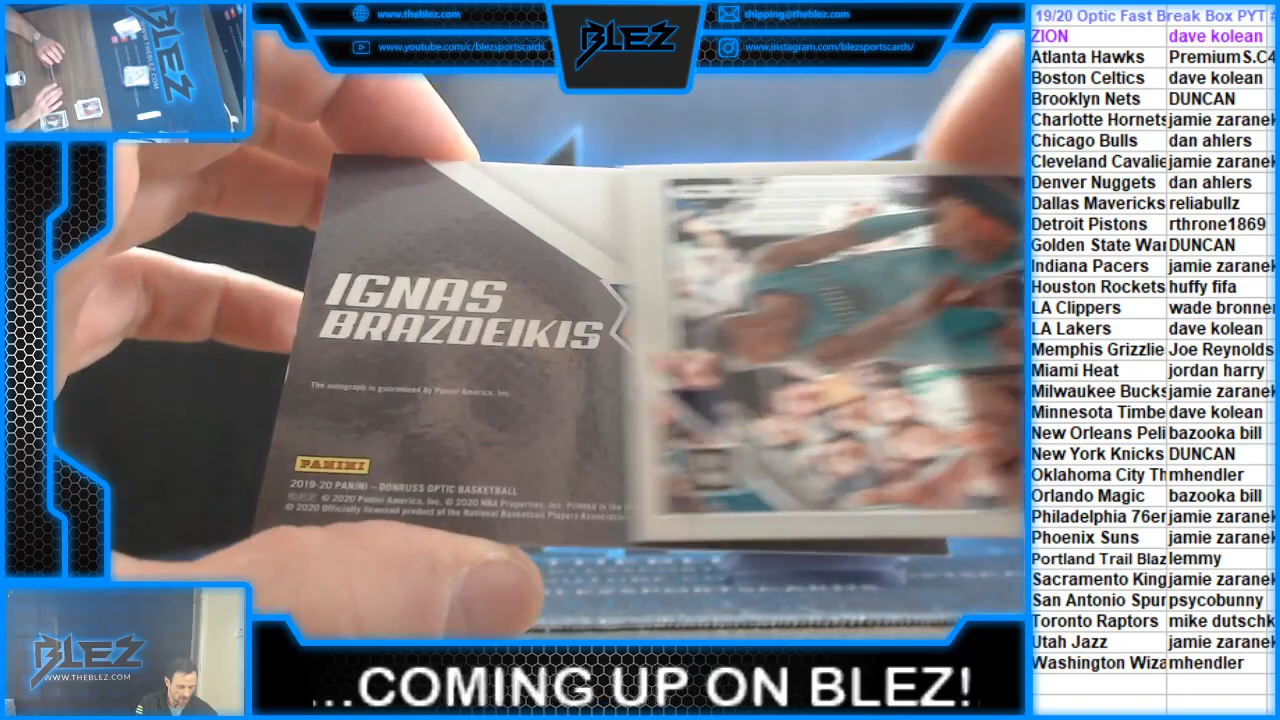 www.theblez.com
shipping@theblez.com
www.youtube.com/c/blezsportscards
www.instagram.com/blezsportscards/
BLEZ
WWW.THEBLEZ.COM
IGNAS
BRAZDEIKIS
The autograph is guaranteed by Panini America, Inc.
PANINI
2019-20 PANINI – DONRUSS OPTIC BASKETBALL
© 2020 Panini America, Inc. © 2020 NBA Properties, Inc. Printed in the
© 2020 Officially licensed product of the National Basketball Players
BLEZ
WWW.THEBLEZ.COM
...COMING UP ON BLEZ!
19/20 Optic Fast Break Box PYT
ZION dave kolean
Atlanta Hawks Premium S.C4
Boston Celtics dave kolean
Brooklyn Nets DUNCAN
Charlotte Hornets jamie zaranek
Chicago Bulls dan ahlers
Cleveland Cavalie jamie zaranek
Denver Nuggets dan ahlers
Dallas Mavericks reliabullz
Detroit Pistons rthrone1869
Golden State War DUNCAN
Indiana Pacers jamie zaranek
Houston Rockets huffy fifa
LA Clippers wade bronner
LA Lakers dave kolean
Memphis Grizzlie Joe Reynolds
Miami Heat jordan harry
Milwaukee Bucks jamie zaranek
Minnesota Timbe dave kolean
New Orleans Peli bazooka bill
New York Knicks DUNCAN
Oklahoma City Th mhendler
Orlando Magic bazooka bill
Philadelphia 76er jamie zaranek
Phoenix Suns jamie zaranek
Portland Trail Blaz lemmy
Sacramento King jamie zaranek
San Antonio Spur psycobunny
Toronto Raptors mike dutschk
Utah Jazz jamie zaranek
Washington Wiza mhendler